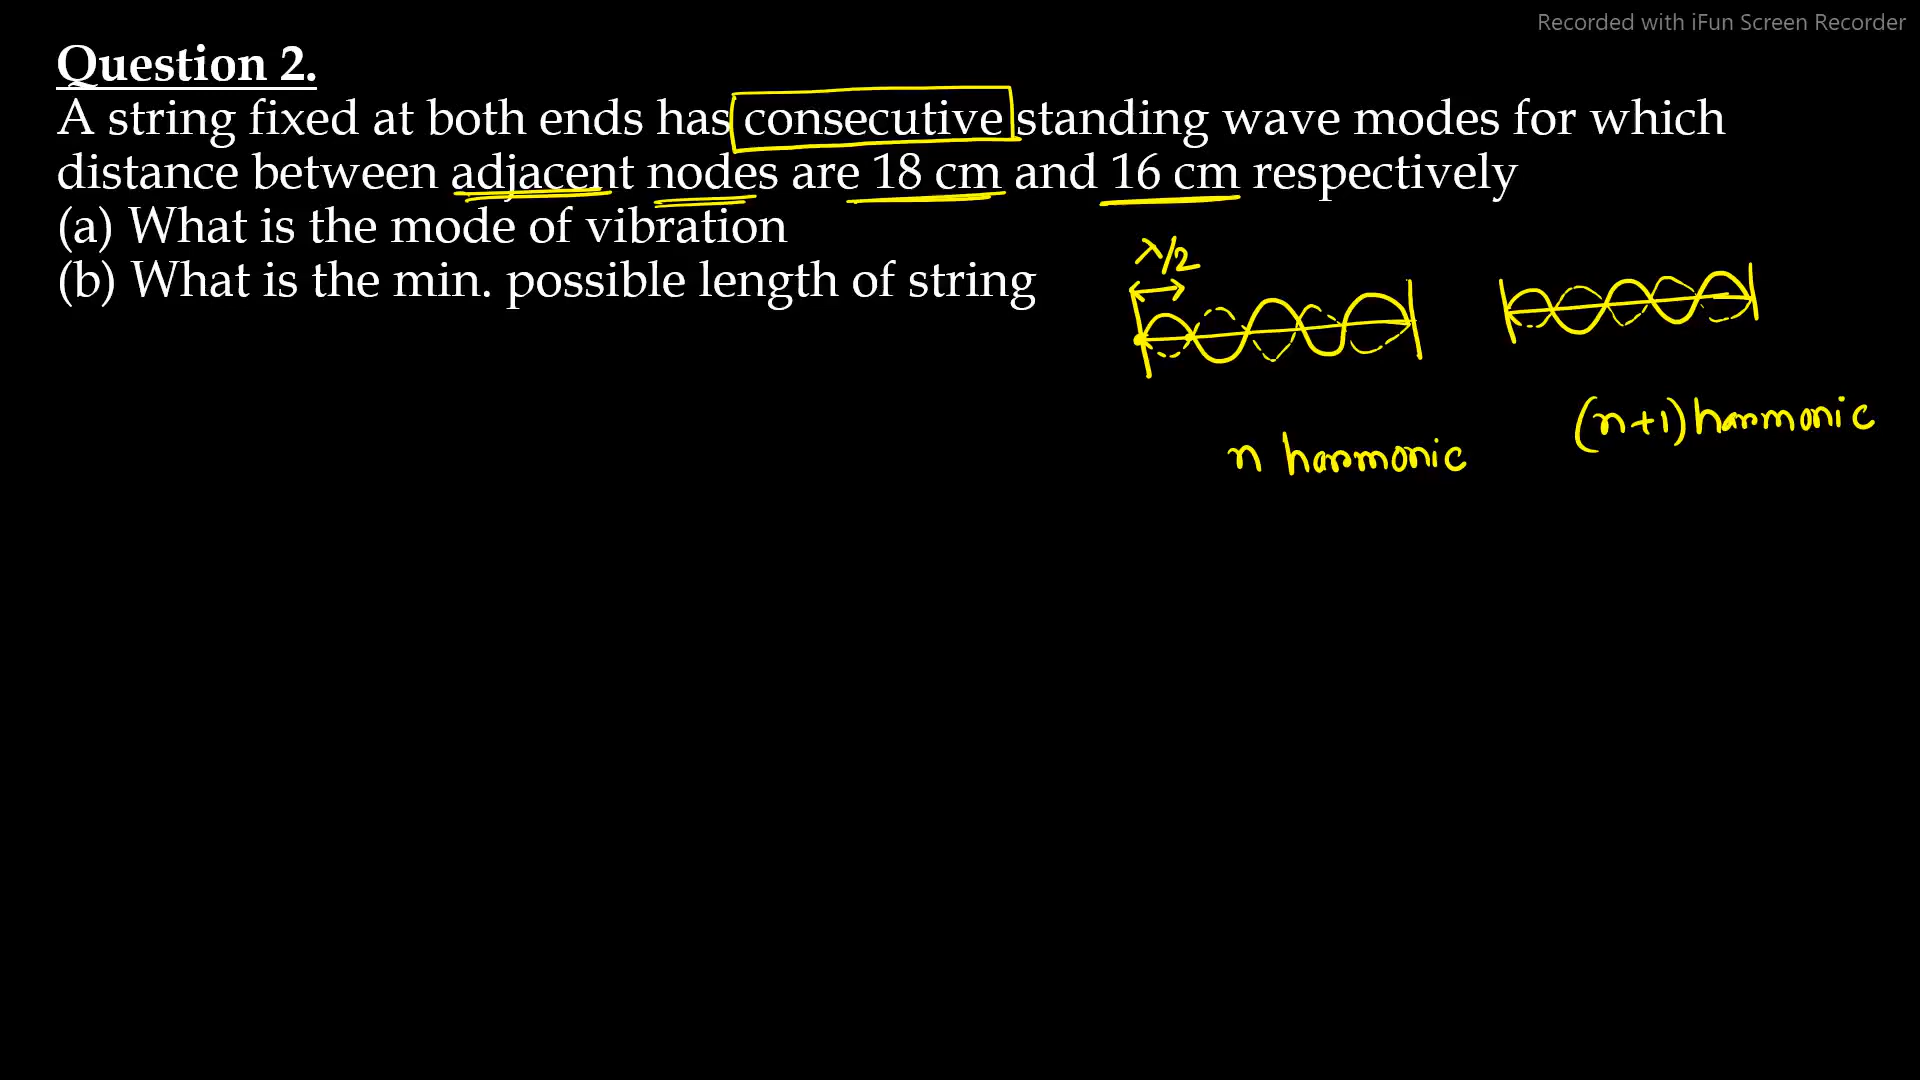 Recorded with iFun Screen Recorder
Question 2.
A string fixed at both ends has consecutive standing wave modes for which
distance between adjacent nodes are 18 cm and 16 cm respectively
(a) What is the mode of vibration
(b) What is the min. possible length of string
λ/2
n harmonic
(n+1) harmonic